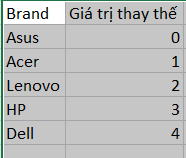 Brand Giá trị thay thế
Asus 0
Acer 1
Lenovo 2
HP 3
Dell 4